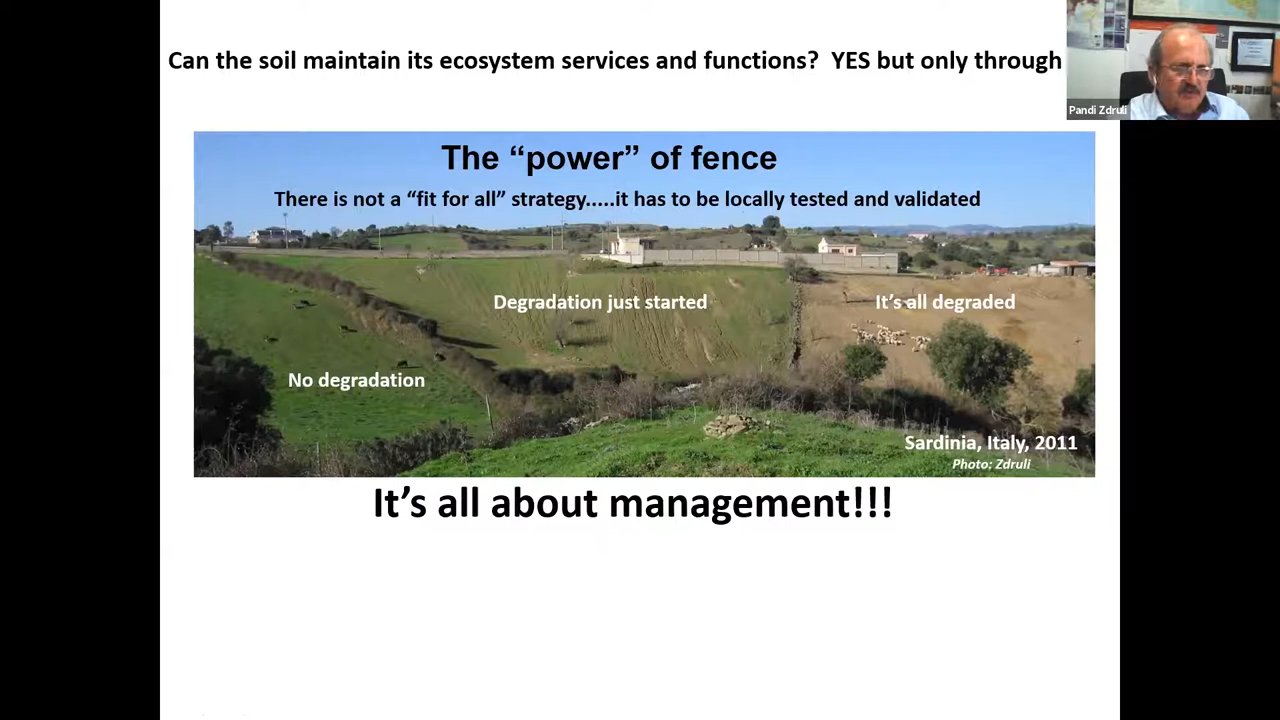 Can the soil maintain its ecosystem services and functions? YES but only through
Pandi Zdruli
The “power” of fence
There is not a “fit for all” strategy.....it has to be locally tested and validated
Degradation just started
It’s all degraded
No degradation
Sardinia, Italy, 2011
Photo: Zdruli
It’s all about management!!!